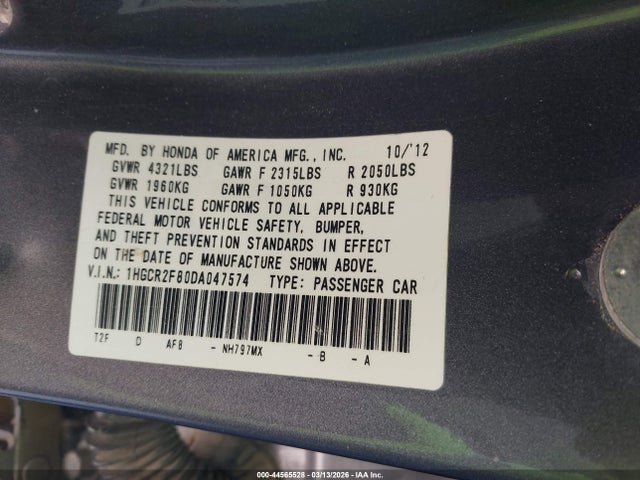 MFD. BY HONDA OF AMERICA MFG., INC. 10/'12
GVWR 4321LBS GAWR F 2315LBS R 2050LBS
GVWR 1960KG GAWR F 1050KG R 930KG
THIS VEHICLE CONFORMS TO ALL APPLICABLE
FEDERAL MOTOR VEHICLE SAFETY, BUMPER,
AND THEFT PREVENTION STANDARDS IN EFFECT
ON THE DATE OF MANUFACTURE SHOWN ABOVE.
V.I.N.: 1HGCR2F80DA047574 TYPE: PASSENGER CAR
T2F D AF8 - NH797MX - B - A
000-44565528 - 03/13/2026 - IAA Inc.